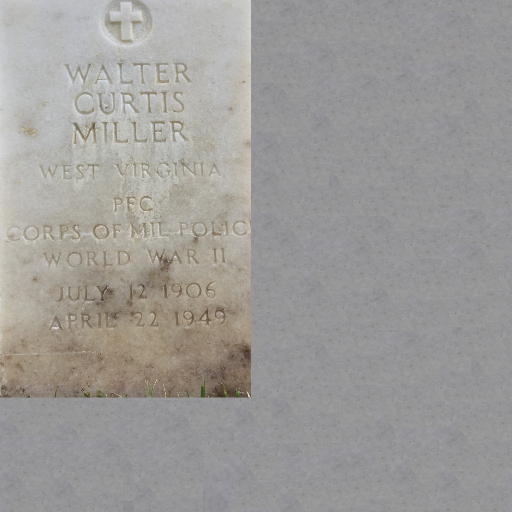 WALTER
CURTIS
MILLER
WEST VIRGINIA
PFC
CORPS OF MIL POLIC
WORLD WAR II
JULY 12 1906
APRIL 22 1949